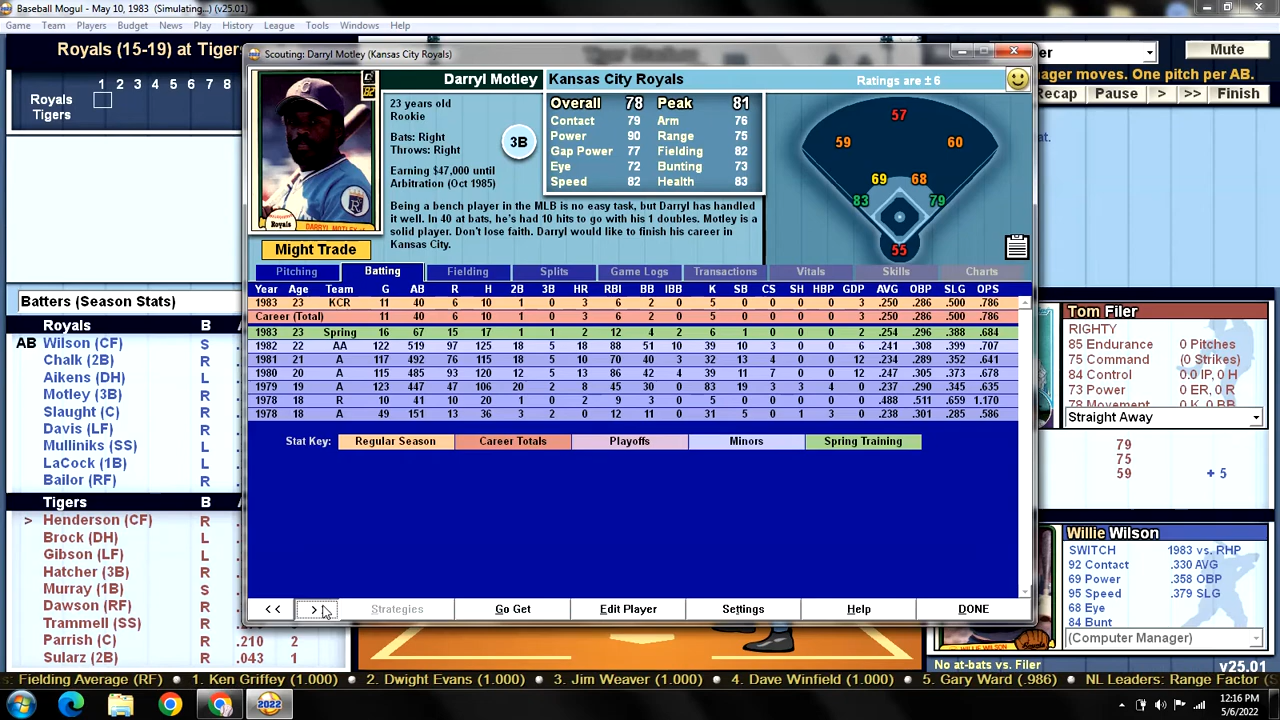 Baseball Mogul - May 10, 1983 (Simulating...) (v25.01)
Game Team Players Budget News Play History League Tools Windows Help
Royals (15-19) at Tigers
1 2 3 4 5 6 7 8
Royals
Tigers
Mute
nager moves. One pitch per AB.
Recap Pause > >> Finish
Scouting: Darryl Motley (Kansas City Royals)
Darryl Motley
Kansas City Royals
Ratings are ± 6
23 years old
Rookie
Bats: Right
Throws: Right
Earning $47,000 until
Arbitration (Oct 1985)
3B
Overall 78 Peak 81
Contact 79 Arm 76
Power 90 Range 75
Gap Power 77 Fielding 82
Eye 72 Bunting 73
Speed 82 Health 83
57
59 60
69 68
83 79
55
Being a bench player in the MLB is no easy task, but Darryl has handled
it well. In 40 at bats, he's had 10 hits to go with his 1 doubles. Motley is a
solid player. Don't lose faith. Darryl would like to finish his career in
Kansas City.
Royals
Might Trade
Pitching Batting Fielding Splits Game Logs Transactions Vitals Skills Charts
Year Age Team G AB R H 2B 3B HR RBI BB IBB K SB CS SH HBP GDP AVG OBP SLG OPS
1983 23 KCR 11 40 6 10 1 0 3 6 2 0 5 0 0 0 0 3 .250 .286 .500 .786
Career (Total) 11 40 6 10 1 0 3 6 2 0 5 0 0 0 0 3 .250 .286 .500 .786
1983 23 Spring 16 67 15 17 1 1 2 12 4 2 6 1 0 0 0 0 .254 .296 .388 .684
1982 22 AA 122 519 97 125 18 5 18 88 51 10 39 10 3 0 0 6 .241 .308 .399 .707
1981 21 A 117 492 76 115 18 5 10 70 40 3 32 13 4 0 0 12 .234 .289 .352 .641
1980 20 A 115 485 93 120 12 5 13 86 42 4 39 11 7 0 0 12 .247 .305 .373 .678
1979 19 A 123 447 47 106 20 2 8 45 30 0 83 19 3 3 4 0 .237 .290 .345 .635
1978 18 R 10 41 10 20 1 0 2 9 3 0 5 0 0 0 0 0 .488 .511 .658 1.170
1978 18 A 49 151 13 36 3 2 0 12 11 0 31 5 0 1 3 0 .238 .301 .285 .586
Stat Key: Regular Season Career Totals Playoffs Minors Spring Training
<< > Strategies Go Get Edit Player Settings Help DONE
Batters (Season Stats)
Royals B
AB Wilson (CF) S
Chalk (2B) R
Aikens (DH) L
Motley (3B) R
Slaught (C) R
Davis (LF) R
Mulliniks (SS) L
LaCock (1B) L
Bailor (RF) R
Tigers B
> Henderson (CF) R
Brock (DH) L
Gibson (LF) L
Hatcher (3B) R
Murray (1B) S
Dawson (RF) R
Trammell (SS) R
Parrish (C) R .210 2
Sularz (2B) R .043 1
Tom Filer
RIGHTY
85 Endurance 0 Pitches
75 Command (0 Strikes)
84 Control 0.0 IP, 0 H
73 Power 0 ER, 0 R
78 Movement 0 K, 0 BB
Straight Away
79
75
59 + 5
Willie Wilson
SWITCH 1983 vs. RHP
92 Contact .330 AVG
69 Power .358 OBP
95 Speed .379 SLG
68 Eye
84 Bunt
(Computer Manager)
WILLIE WILSON
No at-bats vs. Filer
v25.01
s: Fielding Average (RF) • 1. Ken Griffey (1.000) • 2. Dwight Evans (1.000) • 3. Jim Weaver (1.000) • 4. Dave Winfield (1.000) • 5. Gary Ward (.986) • NL Leaders: Range Factor (S
2022
12:16 PM
5/6/2022